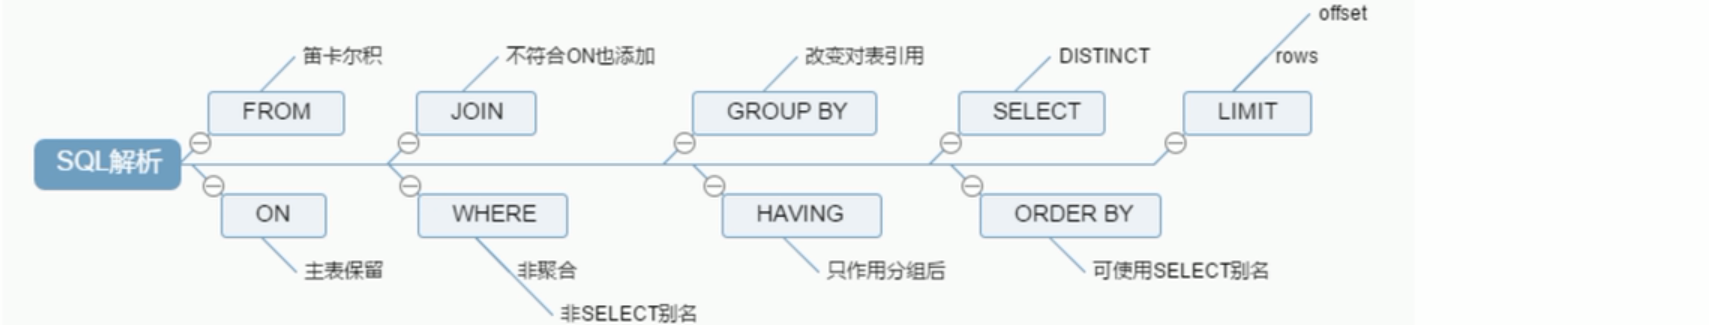 offset
笛卡尔积
不符合ON也添加
改变对表引用
DISTINCT
rows
FROM
JOIN
GROUP BY
SELECT
LIMIT
SQL解析
ON
WHERE
HAVING
ORDER BY
主表保留
非聚合
只作用分组后
可使用SELECT别名
非SELECT别名